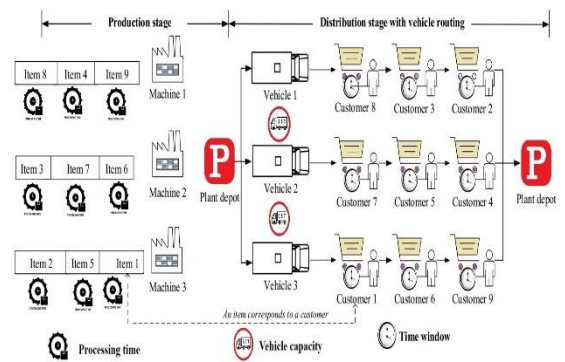 Production stage
Distribution stage with vehicle routing
Item 8 Item 4 Item 9
Machine 1
Vehicle 1
Customer 8 Customer 3 Customer 2
Item 3 Item 7 Item 6
Machine 2
P
Plant depot
Vehicle 2
Customer 7 Customer 5 Customer 4
P
Plant depot
Item 2 Item 5 Item 1
Machine 3
Vehicle 3
Customer 1 Customer 6 Customer 9
An item corresponds to a customer
Processing time
Vehicle capacity
Time window